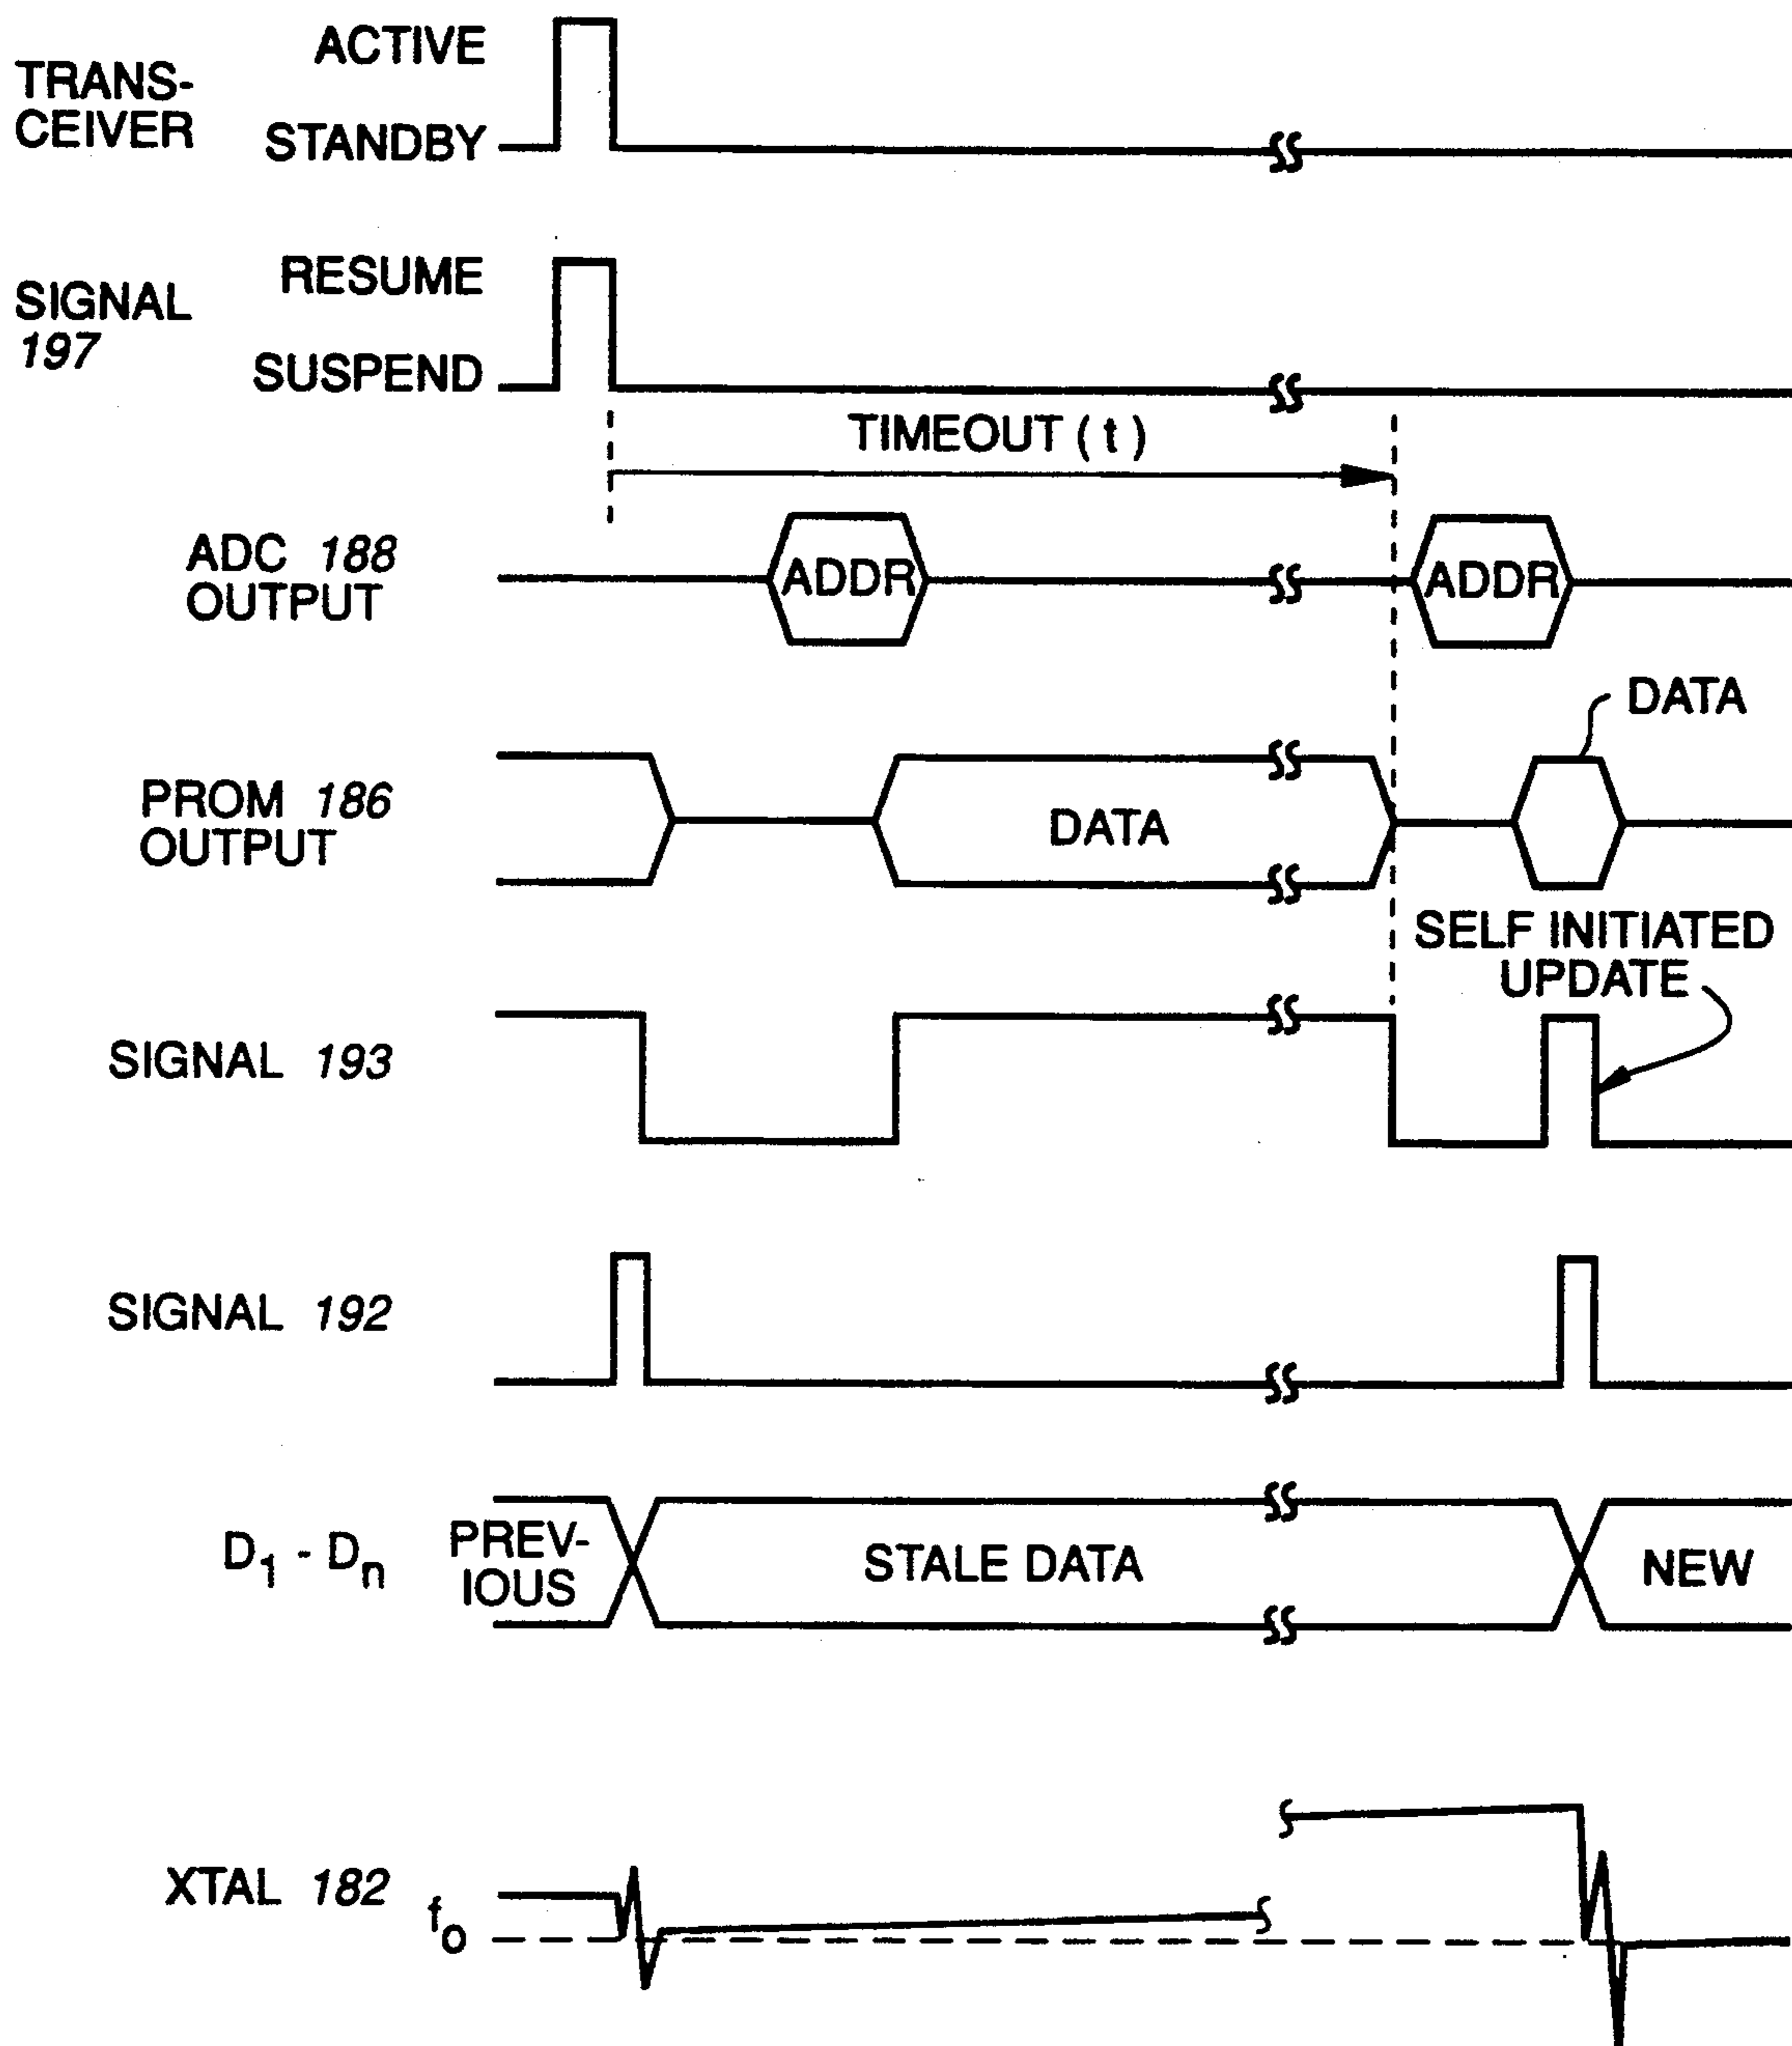 TRANS-
CEIVER
ACTIVE
STANDBY
SIGNAL
197
RESUME
SUSPEND
TIMEOUT ( t )
ADC 188
OUTPUT
ADDR
ADDR
PROM 186
OUTPUT
DATA
DATA
SELF INITIATED
UPDATE
SIGNAL 193
SIGNAL 192
D1 - Dn
PREV-
IOUS
STALE DATA
NEW
XTAL 182
fo